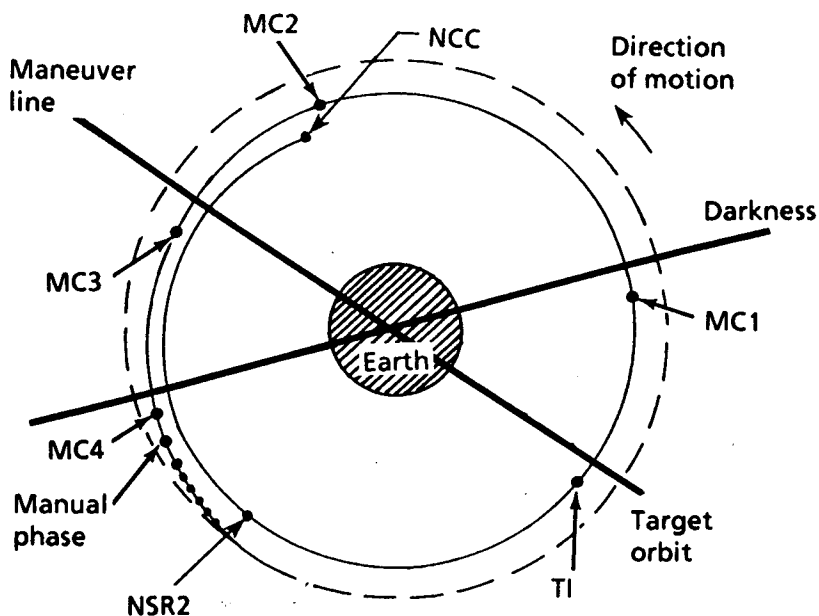 MC2
NCC
Direction
of motion
Maneuver
line
Darkness
MC3
MC1
Earth
MC4
Manual
phase
Target
orbit
TI
NSR2